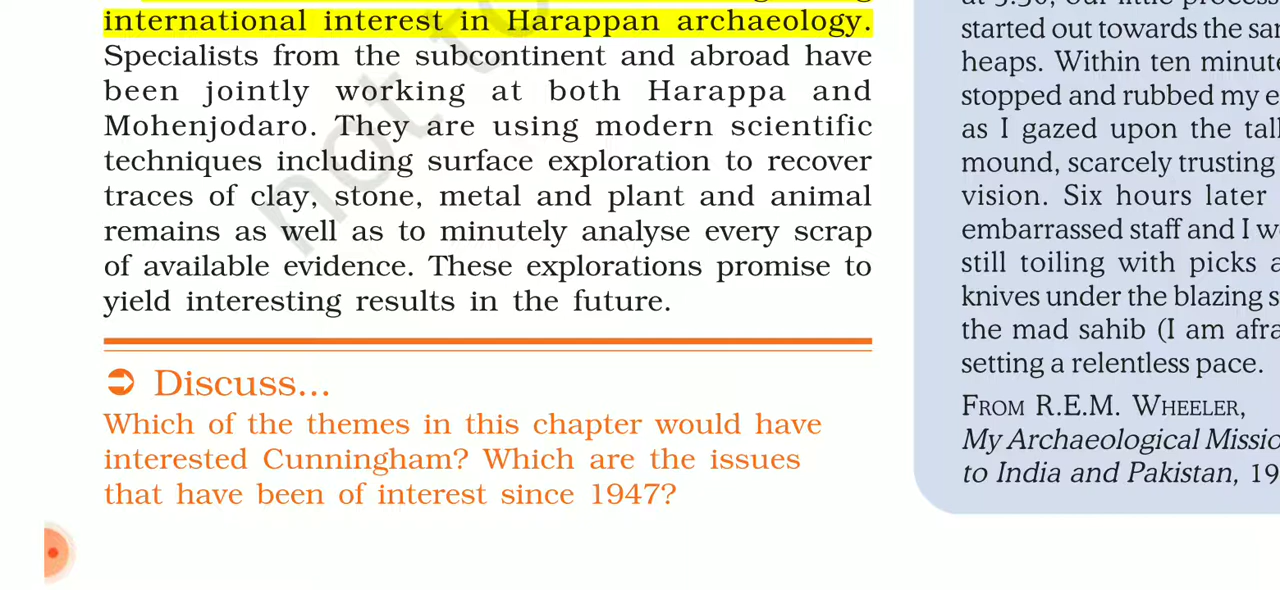 international interest in Harappan archaeology.
Specialists from the subcontinent and abroad have
been jointly working at both Harappa and
Mohenjodaro. They are using modern scientific
techniques including surface exploration to recover
traces of clay, stone, metal and plant and animal
remains as well as to minutely analyse every scrap
of available evidence. These explorations promise to
yield interesting results in the future.
Discuss...
Which of the themes in this chapter would have
interested Cunningham? Which are the issues
that have been of interest since 1947?
started out towards the
heaps. Within ten
stopped and rubbed my
as I gazed upon the
mound, scarcely trusting
vision. Six hours later
embarrassed staff and I
still toiling with picks
knives under the blazing
the mad sahib (I am
setting a relentless pace.
FROM R.E.M. WHEELER,
My Archaeological
to India and Pakistan,
not to